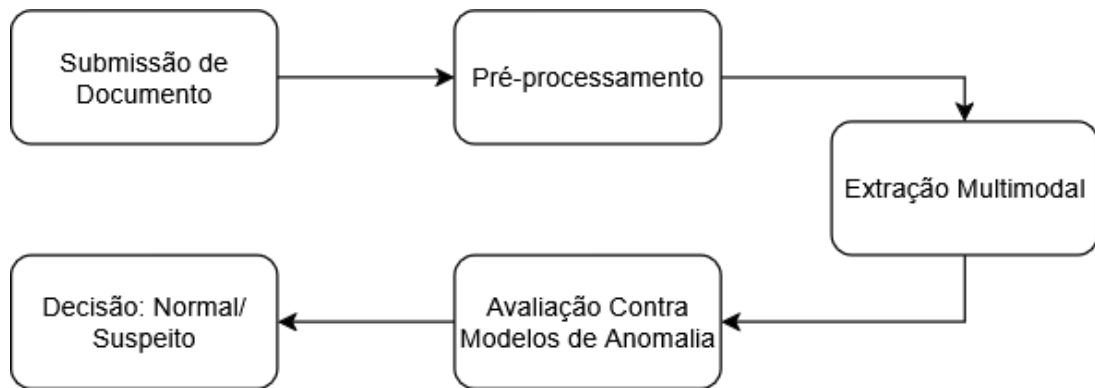 Submissão de
Documento
Pré-processamento
Extração Multimodal
Avaliação Contra
Modelos de Anomalia
Decisão: Normal/
Suspeito